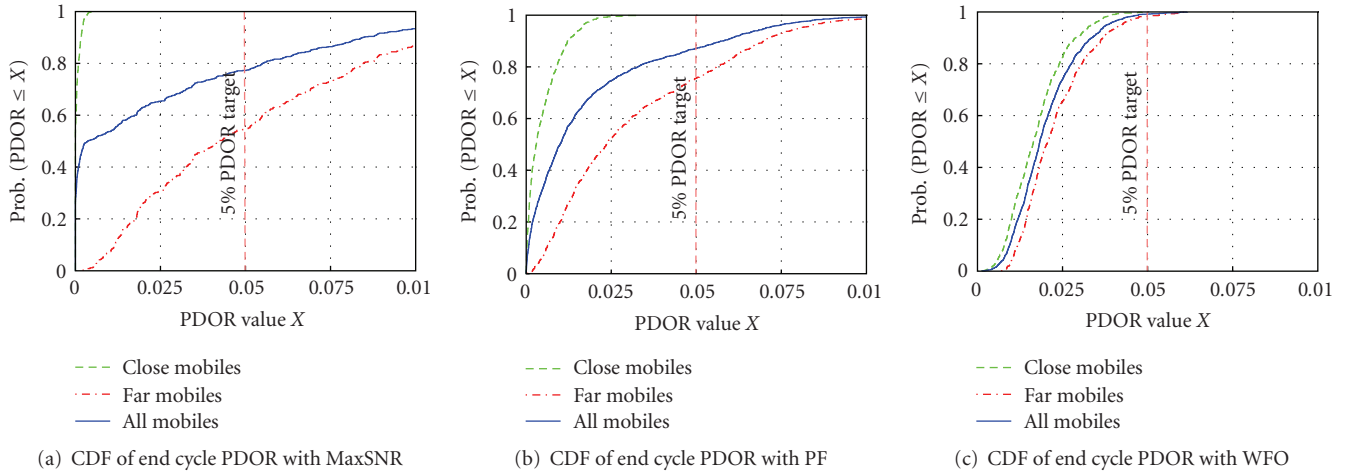 1
0.8
0.6
0.4
0.2
0
Prob. (PDOR ≤ X)
5% PDOR target
0 0.025 0.05 0.075 0.01
PDOR value X
Close mobiles
Far mobiles
All mobiles
(a) CDF of end cycle PDOR with MaxSNR
1
0.8
0.6
0.4
0.2
0
Prob. (PDOR ≤ X)
5% PDOR target
0 0.025 0.05 0.075 0.01
PDOR value X
Close mobiles
Far mobiles
All mobiles
(b) CDF of end cycle PDOR with PF
1
0.8
0.6
0.4
0.2
0
Prob. (PDOR ≤ X)
5% PDOR target
0 0.025 0.05 0.075 0.01
PDOR value X
Close mobiles
Far mobiles
All mobiles
(c) CDF of end cycle PDOR with WFO